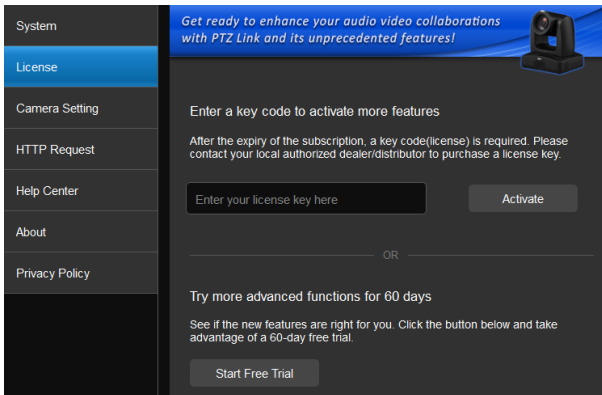 System
License
Camera Setting
HTTP Request
Help Center
About
Privacy Policy
Get ready to enhance your audio video collaborations
with PTZ Link and its unprecedented features!
Enter a key code to activate more features
After the expiry of the subscription, a key code(license) is required. Please
contact your local authorized dealer/distributor to purchase a license key.
Enter your license key here
Activate
OR
Try more advanced functions for 60 days
See if the new features are right for you. Click the button below and take
advantage of a 60-day free trial.
Start Free Trial